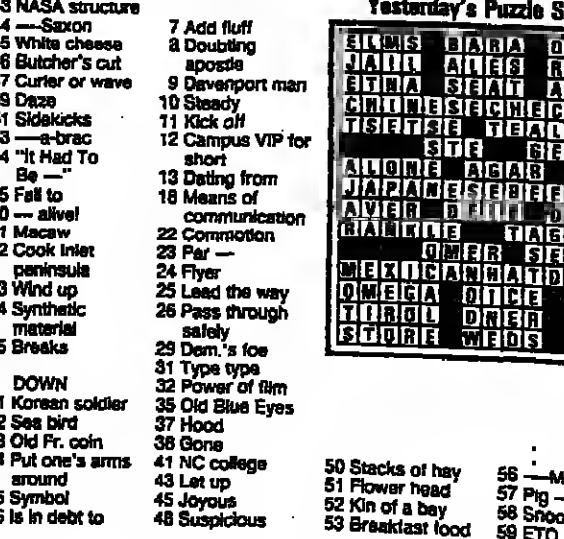 3 NASA structure
4 —-Saxon
5 White cheese
6 Butcher's cut
7 Curler or wave
9 Daze
1 Sidekicks
3 —-a-brac
4 "It Had To
Be —"
5 Fail to
0 — alive!
1 Macaw
2 Cook Inlet
peninsula
3 Wind up
4 Synthetic
material
5 Breaks
DOWN
1 Korean soldier
2 Sea bird
3 Old Fr. coin
Put one's arms
around
5 Symbol
6 Is in debt to
7 Add fluff
8 Doubting
apostle
9 Davenport man
10 Steady
11 Kick off
12 Campus VIP for
short
13 Dating from
18 Means of
communication
22 Commotion
23 Par —
24 Flyer
25 Lead the way
26 Pass through
safely
29 Dem.'s foe
31 Type type
32 Power of film
35 Old Blue Eyes
37 Hood
38 Gone
41 NC college
43 Let up
45 Joyous
48 Suspicious
Yesterday's Puzzle S
ELMS BARA O
JAIL ALES R
ETNA SEAT A
CHINESECHEC
TSETSE TEAL
STE GE
ALONE AGAR
JAPANESEBEE
AVER D
RANKLE TAG
OMER SE
MEXICANHATD
OMEGA DICE
TIROL ONER
STORE WEDS
50 Stacks of hay
51 Flower head
52 Kin of a bay
53 Breakfast food
56 —-M
57 Pig -
58 Snoo
59 ETO